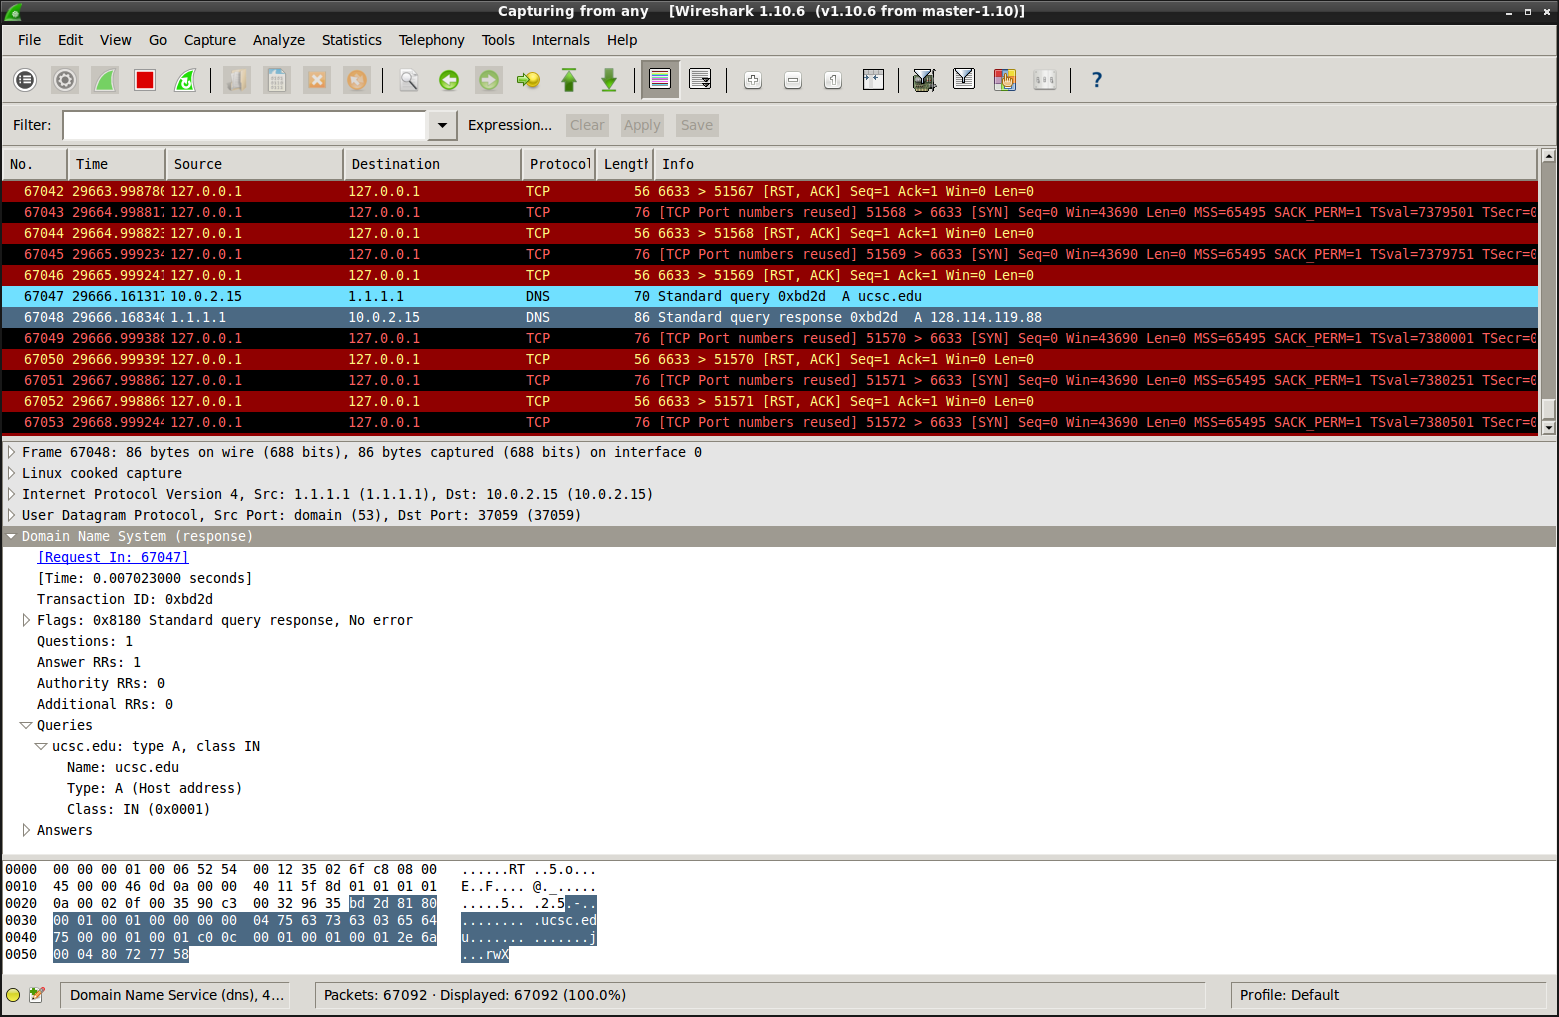 Capturing from any [Wireshark 1.10.6 (v1.10.6 from master-1.10)]
File Edit View Go Capture Analyze Statistics Telephony Tools Internals Help
Filter: Expression... Clear Apply Save
No. Time Source Destination Protocol Length Info
67042 29663.998780 127.0.0.1 127.0.0.1 TCP 56 6633 > 51567 [RST, ACK] Seq=1 Ack=1 Win=0 Len=0
67043 29664.998817 127.0.0.1 127.0.0.1 TCP 76 [TCP Port numbers reused] 51568 > 6633 [SYN] Seq=0 Win=43690 Len=0 MSS=65495 SACK_PERM=1 TSval=7379501 TSecr=0
67044 29664.998823 127.0.0.1 127.0.0.1 TCP 56 6633 > 51568 [RST, ACK] Seq=1 Ack=1 Win=0 Len=0
67045 29665.999234 127.0.0.1 127.0.0.1 TCP 76 [TCP Port numbers reused] 51569 > 6633 [SYN] Seq=0 Win=43690 Len=0 MSS=65495 SACK_PERM=1 TSval=7379751 TSecr=0
67046 29665.999241 127.0.0.1 127.0.0.1 TCP 56 6633 > 51569 [RST, ACK] Seq=1 Ack=1 Win=0 Len=0
67047 29666.161317 10.0.2.15 1.1.1.1 DNS 70 Standard query 0xbd2d A ucsc.edu
67048 29666.168340 1.1.1.1 10.0.2.15 DNS 86 Standard query response 0xbd2d A 128.114.119.88
67049 29666.999388 127.0.0.1 127.0.0.1 TCP 76 [TCP Port numbers reused] 51570 > 6633 [SYN] Seq=0 Win=43690 Len=0 MSS=65495 SACK_PERM=1 TSval=7380001 TSecr=0
67050 29666.999395 127.0.0.1 127.0.0.1 TCP 56 6633 > 51570 [RST, ACK] Seq=1 Ack=1 Win=0 Len=0
67051 29667.998862 127.0.0.1 127.0.0.1 TCP 76 [TCP Port numbers reused] 51571 > 6633 [SYN] Seq=0 Win=43690 Len=0 MSS=65495 SACK_PERM=1 TSval=7380251 TSecr=0
67052 29667.998869 127.0.0.1 127.0.0.1 TCP 56 6633 > 51571 [RST, ACK] Seq=1 Ack=1 Win=0 Len=0
67053 29668.999244 127.0.0.1 127.0.0.1 TCP 76 [TCP Port numbers reused] 51572 > 6633 [SYN] Seq=0 Win=43690 Len=0 MSS=65495 SACK_PERM=1 TSval=7380501 TSecr=0
Frame 67048: 86 bytes on wire (688 bits), 86 bytes captured (688 bits) on interface 0
Linux cooked capture
Internet Protocol Version 4, Src: 1.1.1.1 (1.1.1.1), Dst: 10.0.2.15 (10.0.2.15)
User Datagram Protocol, Src Port: domain (53), Dst Port: 37059 (37059)
Domain Name System (response)
[Request In: 67047]
[Time: 0.007023000 seconds]
Transaction ID: 0xbd2d
Flags: 0x8180 Standard query response, No error
Questions: 1
Answer RRs: 1
Authority RRs: 0
Additional RRs: 0
Queries
ucsc.edu: type A, class IN
Name: ucsc.edu
Type: A (Host address)
Class: IN (0x0001)
Answers
0000 00 00 00 01 00 06 52 54 00 12 35 02 6f c8 08 00 ......RT ..5.o...
0010 45 00 00 46 0d 0a 00 00 40 11 5f 8d 01 01 01 01 E..F.... @._.....
0020 0a 00 02 0f 00 35 90 c3 00 32 96 35 bd 2d 81 80 .....5.. .2.5.-..
0030 00 01 00 01 00 00 00 00 04 75 63 73 63 03 65 64 ........ .ucsc.ed
0040 75 00 00 01 00 01 c0 0c 00 01 00 01 00 01 2e 6a u....... .......j
0050 00 04 80 72 77 58 ...rwX
Domain Name Service (dns), 4... Packets: 67092 · Displayed: 67092 (100.0%) Profile: Default